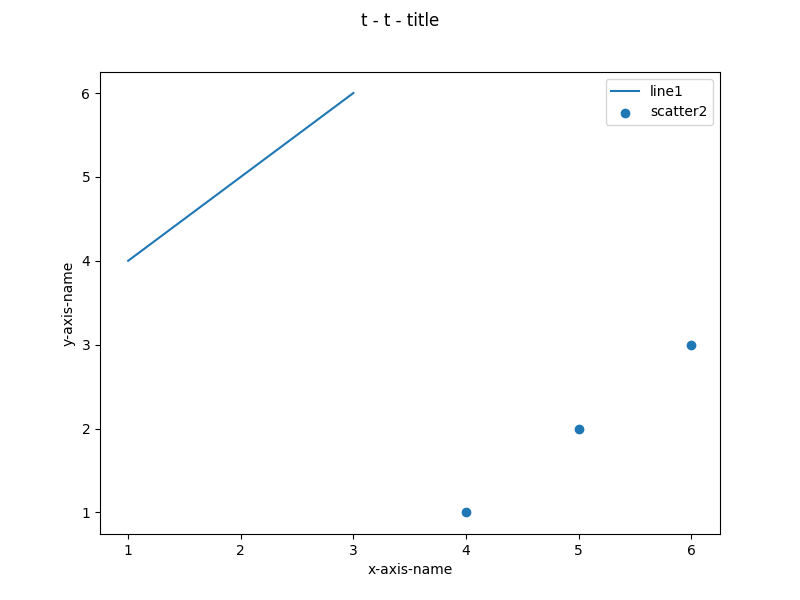 t - t - title
line1
scatter2
6
5
4
3
2
1
y-axis-name
1 2 3 4 5 6
x-axis-name